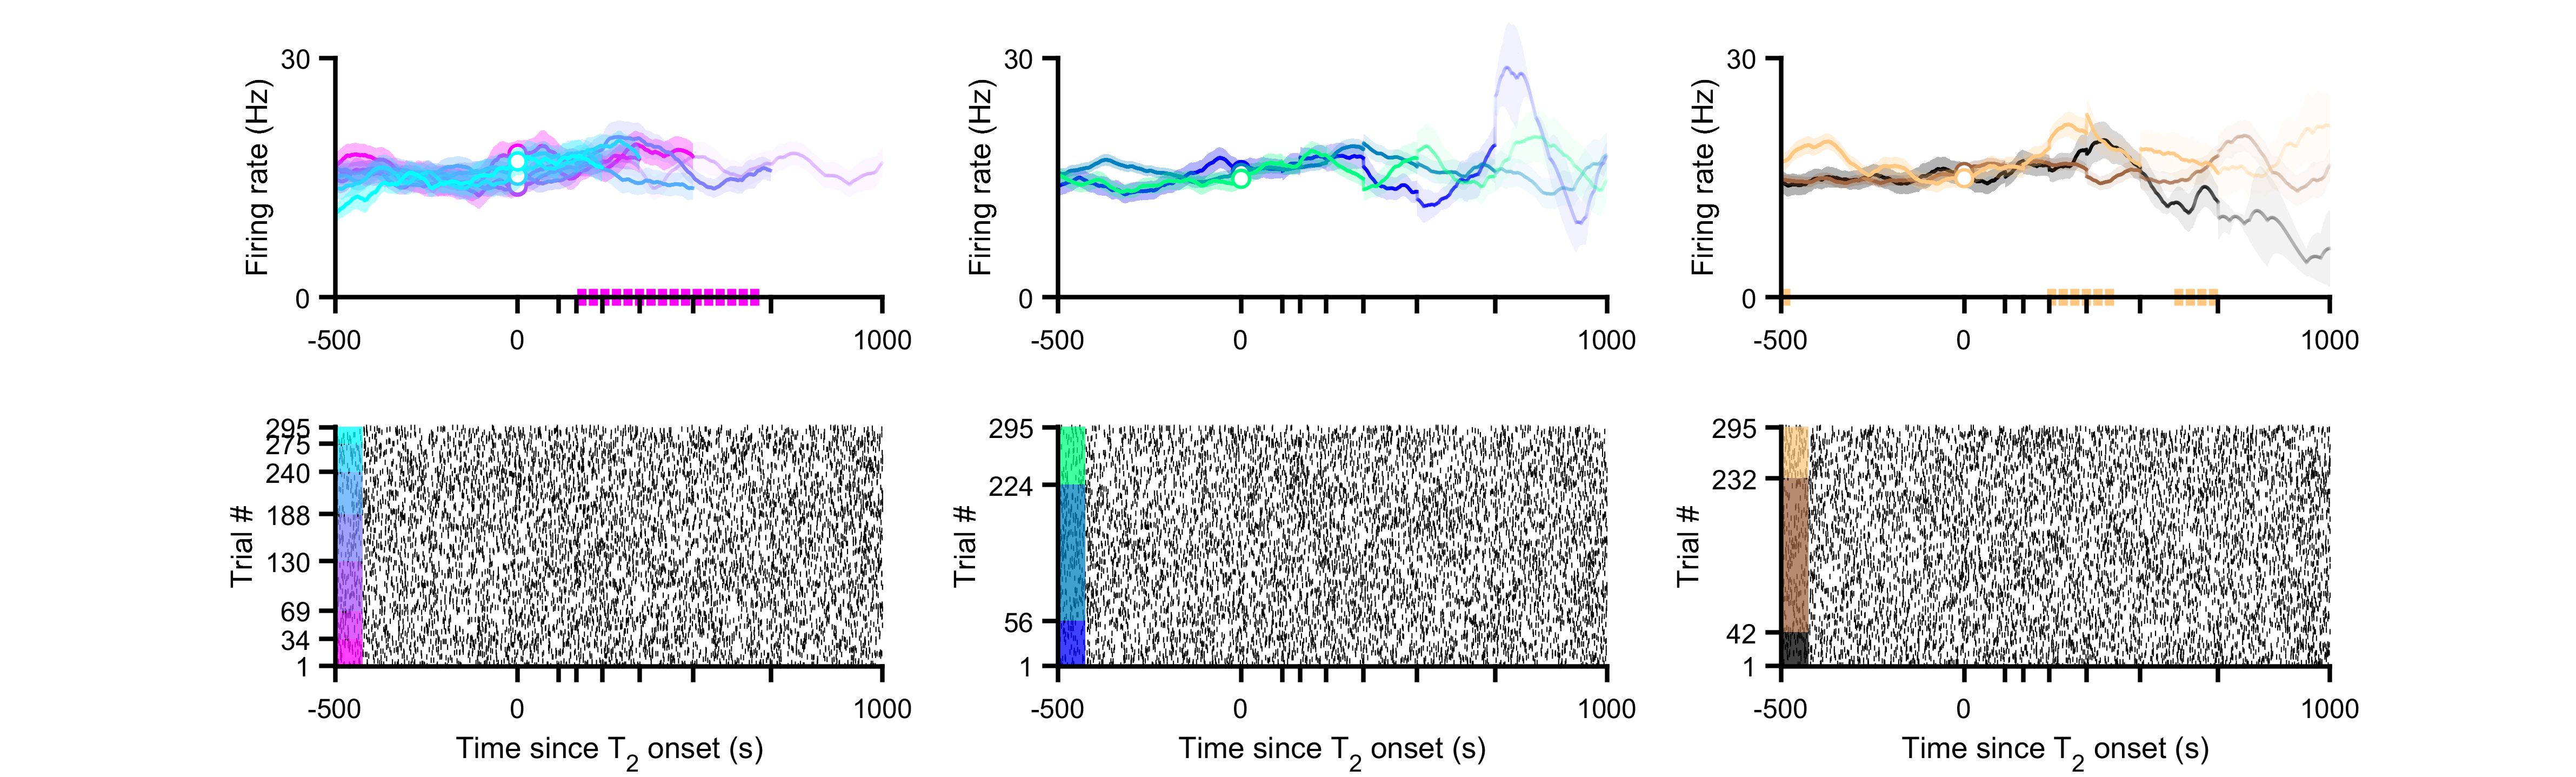 30
Firing rate (Hz)
0
-500 0 1000
30
Firing rate (Hz)
0
-500 0 1000
30
Firing rate (Hz)
0
-500 0 1000
295
275
240
188
130
69
34
1
Trial #
-500 0 1000
Time since T2 onset (s)
295
224
56
1
Trial #
-500 0 1000
Time since T2 onset (s)
295
232
42
1
Trial #
-500 0 1000
Time since T2 onset (s)